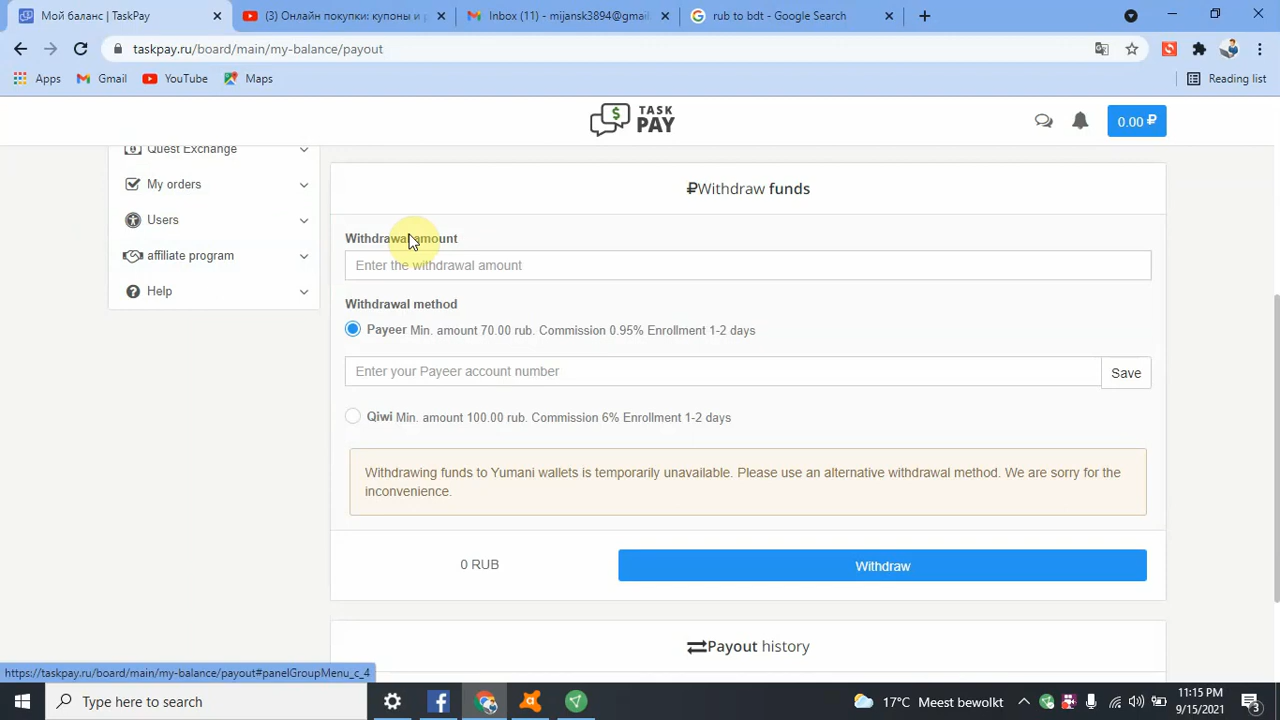 Мой баланс | TaskPay
(3) Онлайн покупки: купоны и р
Inbox (11) - mijansk3894@gmail.
rub to bdt - Google Search
taskpay.ru/board/main/my-balance/payout
Apps
Gmail
YouTube
Maps
Reading list
TASK
PAY
0.00 ₽
Quest Exchange
My orders
Users
affiliate program
Help
₽Withdraw funds
Withdrawal amount
Enter the withdrawal amount
Withdrawal method
Payeer Min. amount 70.00 rub. Commission 0.95% Enrollment 1-2 days
Enter your Payeer account number
Save
Qiwi Min. amount 100.00 rub. Commission 6% Enrollment 1-2 days
Withdrawing funds to Yumani wallets is temporarily unavailable. Please use an alternative withdrawal method. We are sorry for the
inconvenience.
0 RUB
Withdraw
Payout history
https://taskpay.ru/board/main/my-balance/payout#panelGroupMenu_c_4
Type here to search
17°C Meest bewolkt
11:15 PM
9/15/2021
3